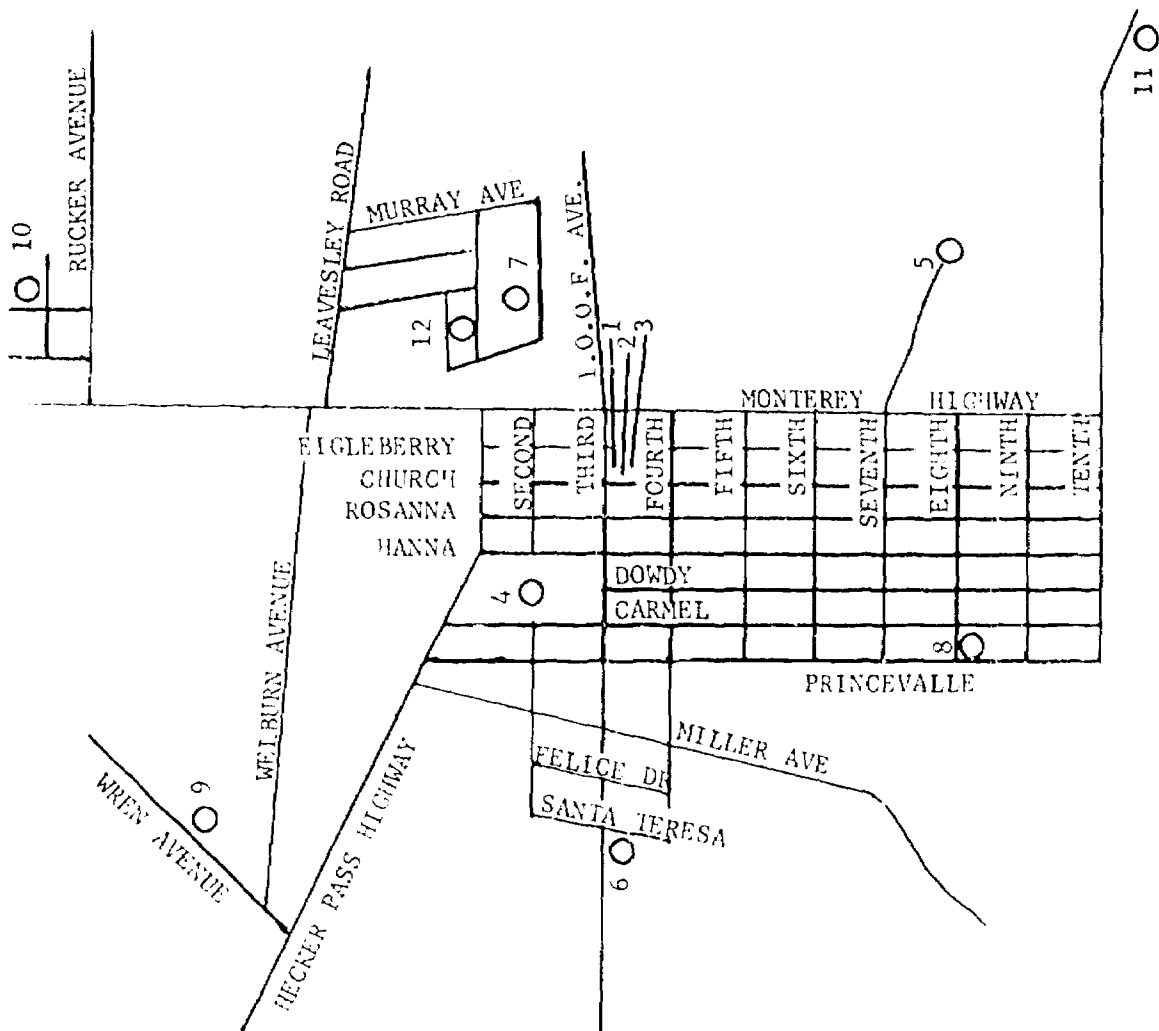 10
RUCKER AVENUE
11
LEAVESLEY ROAD
MURRAY AVE
7
12
I.O.O.F. AVE.
1
2
3
5
MONTEREY HIGHWAY
EIGLEBERRY
CHURCH
ROSANNA
HANNA
SECOND
THIRD
FOURTH
FIFTH
SIXTH
SEVENTH
EIGHTH
NINTH
TENTH
DOWDY
CARMEL
4
8
PRINCEVALLE
WELBURN AVENUE
WREN AVENUE
9
HECKER PASS HIGHWAY
MILLER AVE
FELICE DR
SANTA TERESA
6